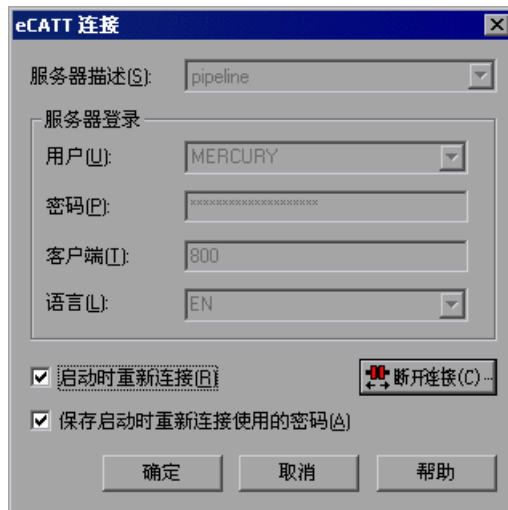 eCATT 连接
服务器描述(S): pipeline
服务器登录
用户(U): MERCURY
密码(P): ********************
客户端(T): 800
语言(L): EN
启动时重新连接(R) 断开连接(C)...
保存启动时重新连接使用的密码(A)
确定 取消 帮助